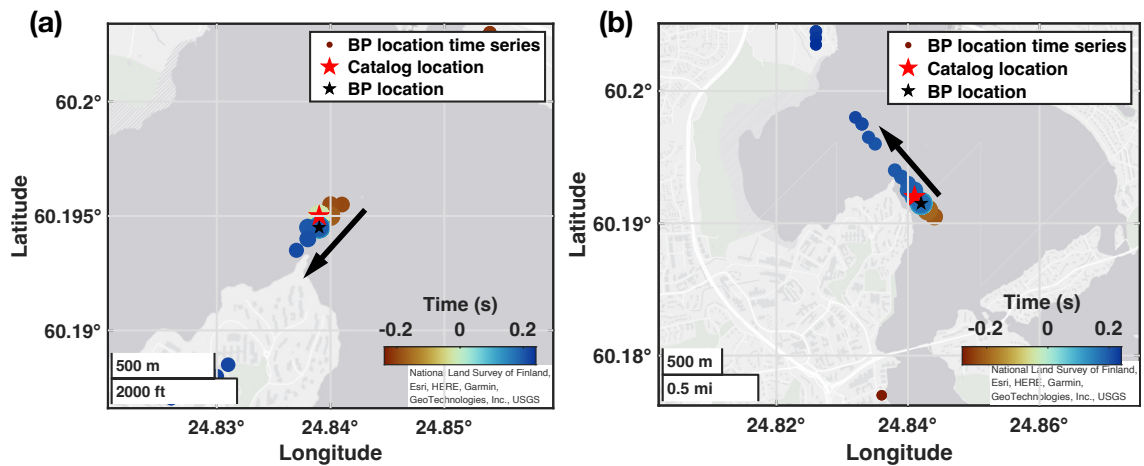 (a)
BP location time series
Catalog location
BP location
60.2°
60.195°
60.19°
Latitude
Time (s)
-0.2 0 0.2
500 m
2000 ft
National Land Survey of Finland,
Esri, HERE, Garmin,
GeoTechnologies, Inc., USGS
24.83° 24.84° 24.85°
Longitude
(b)
BP location time series
Catalog location
BP location
60.2°
60.19°
60.18°
Latitude
Time (s)
-0.2 0 0.2
500 m
0.5 mi
National Land Survey of Finland,
Esri, HERE, Garmin,
GeoTechnologies, Inc., USGS
24.82° 24.84° 24.86°
Longitude